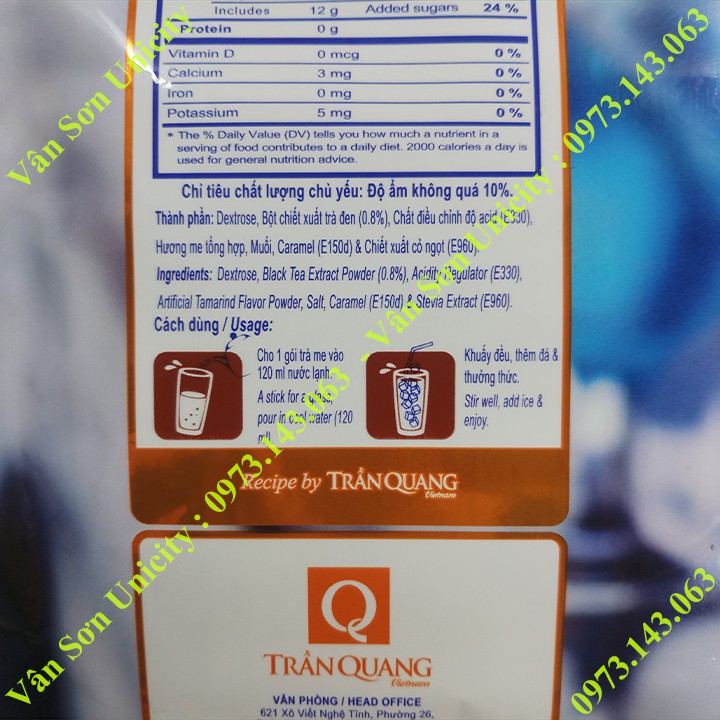 Includes 12 g Added sugars 24 %
Protein 0 g
Vitamin D 0 mcg 0 %
Calcium 3 mg 0 %
Iron 0 mg 0 %
Potassium 5 mg 0 %
* The % Daily Value (DV) tells you how much a nutrient in a
serving of food contributes to a daily diet. 2000 calories a day is
used for general nutrition advice.
Chỉ tiêu chất lượng chủ yếu: Độ ẩm không quá 10%.
Thành phần: Dextrose, Bột chiết xuất trà đen (0.8%), Chất điều chỉnh độ acid (E330),
Hương me tổng hợp, Muối, Caramel (E150d) & Chiết xuất cỏ ngọt (E960).
Ingredients: Dextrose, Black Tea Extract Powder (0.8%), Acidity Regulator (E330),
Artificial Tamarind Flavor Powder, Salt, Caramel (E150d) & Stevia Extract (E960).
Cách dùng / Usage:
Cho 1 gói trà me vào
120 ml nước lạnh.
A stick for a glass,
pour in cool water (120
ml)
Khuấy đều, thêm đá &
thưởng thức.
Stir well, add ice &
enjoy.
Recipe by TRẦN QUANG
Vietnam
Q
TRẦN QUANG
Vietnam
VĂN PHÒNG / HEAD OFFICE
621 Xô Viết Nghệ Tĩnh, Phường 26,
Vân Sơn Unicity
Vân Sơn Unicity : 0973.143.063 - Vân Sơn Unicity : 0973.143.063
0973.143.063